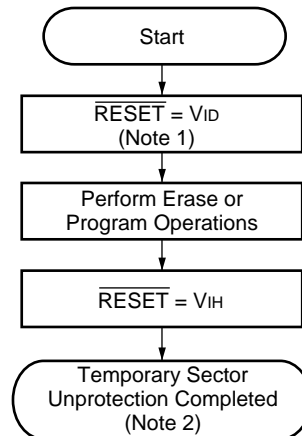 Start
RESET = VID
(Note 1)
Perform Erase or
Program Operations
RESET = VIH
Temporary Sector
Unprotection Completed
(Note 2)